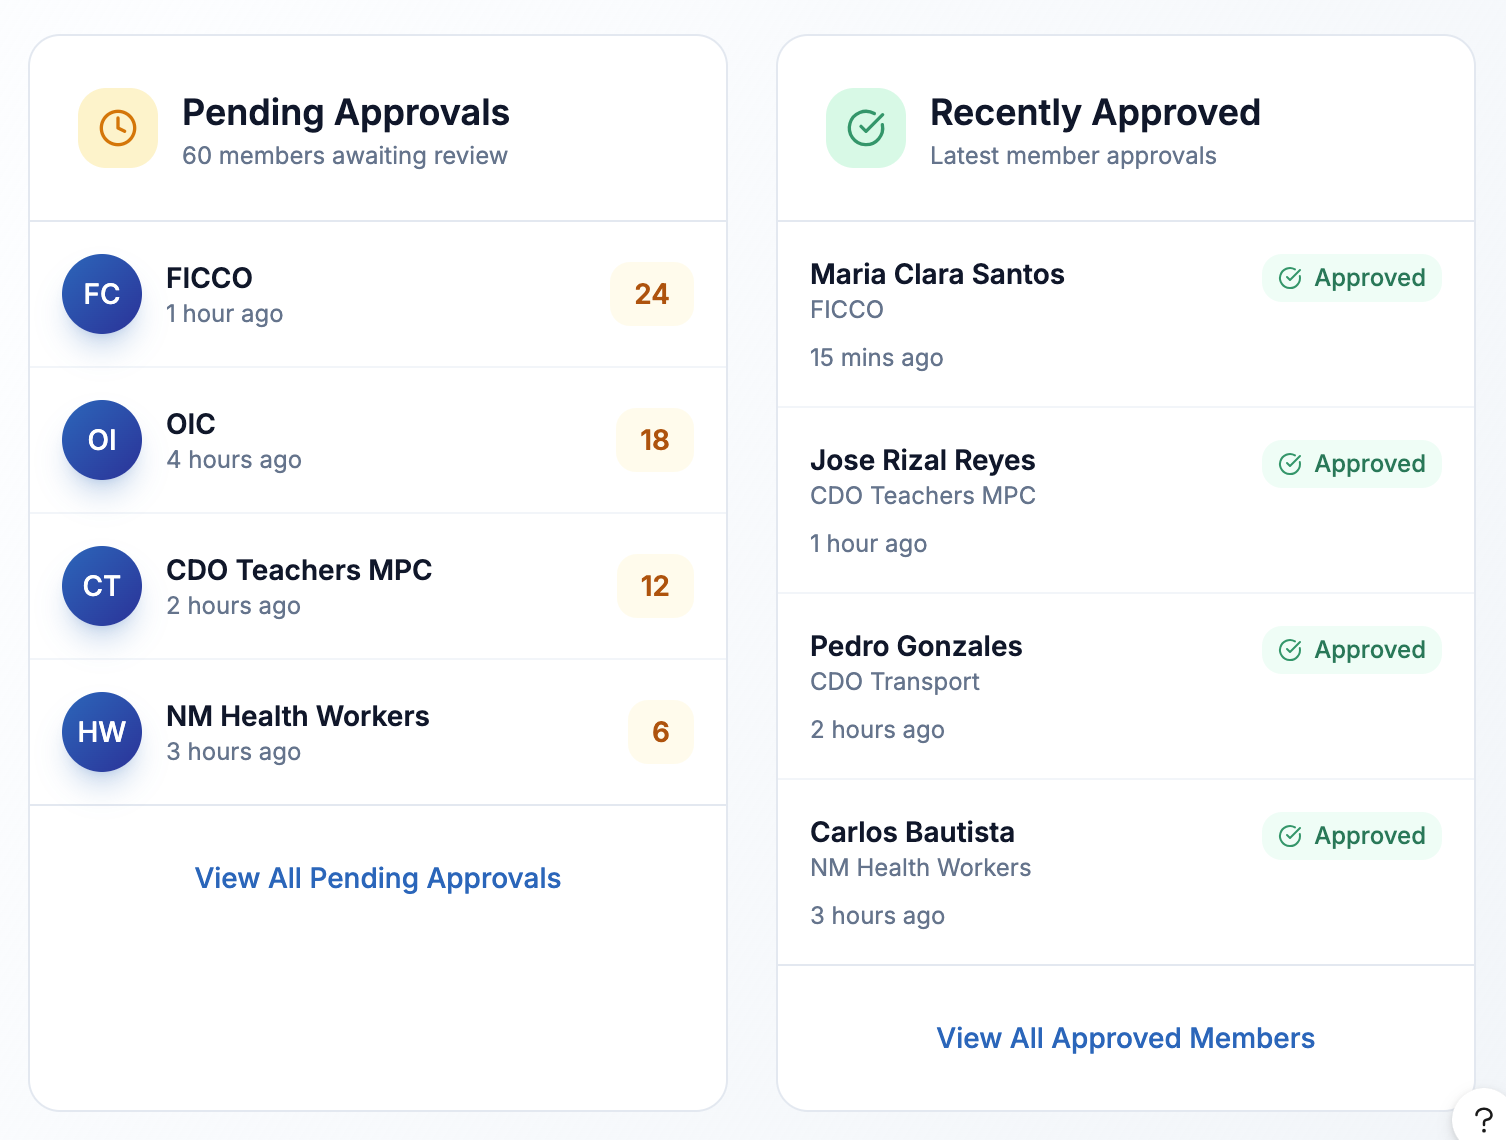 Pending Approvals
60 members awaiting review
FC
FICCO
1 hour ago
24
OI
OIC
4 hours ago
18
CT
CDO Teachers MPC
2 hours ago
12
HW
NM Health Workers
3 hours ago
6
View All Pending Approvals
Recently Approved
Latest member approvals
Maria Clara Santos
Approved
FICCO
15 mins ago
Jose Rizal Reyes
Approved
CDO Teachers MPC
1 hour ago
Pedro Gonzales
Approved
CDO Transport
2 hours ago
Carlos Bautista
Approved
NM Health Workers
3 hours ago
View All Approved Members
?